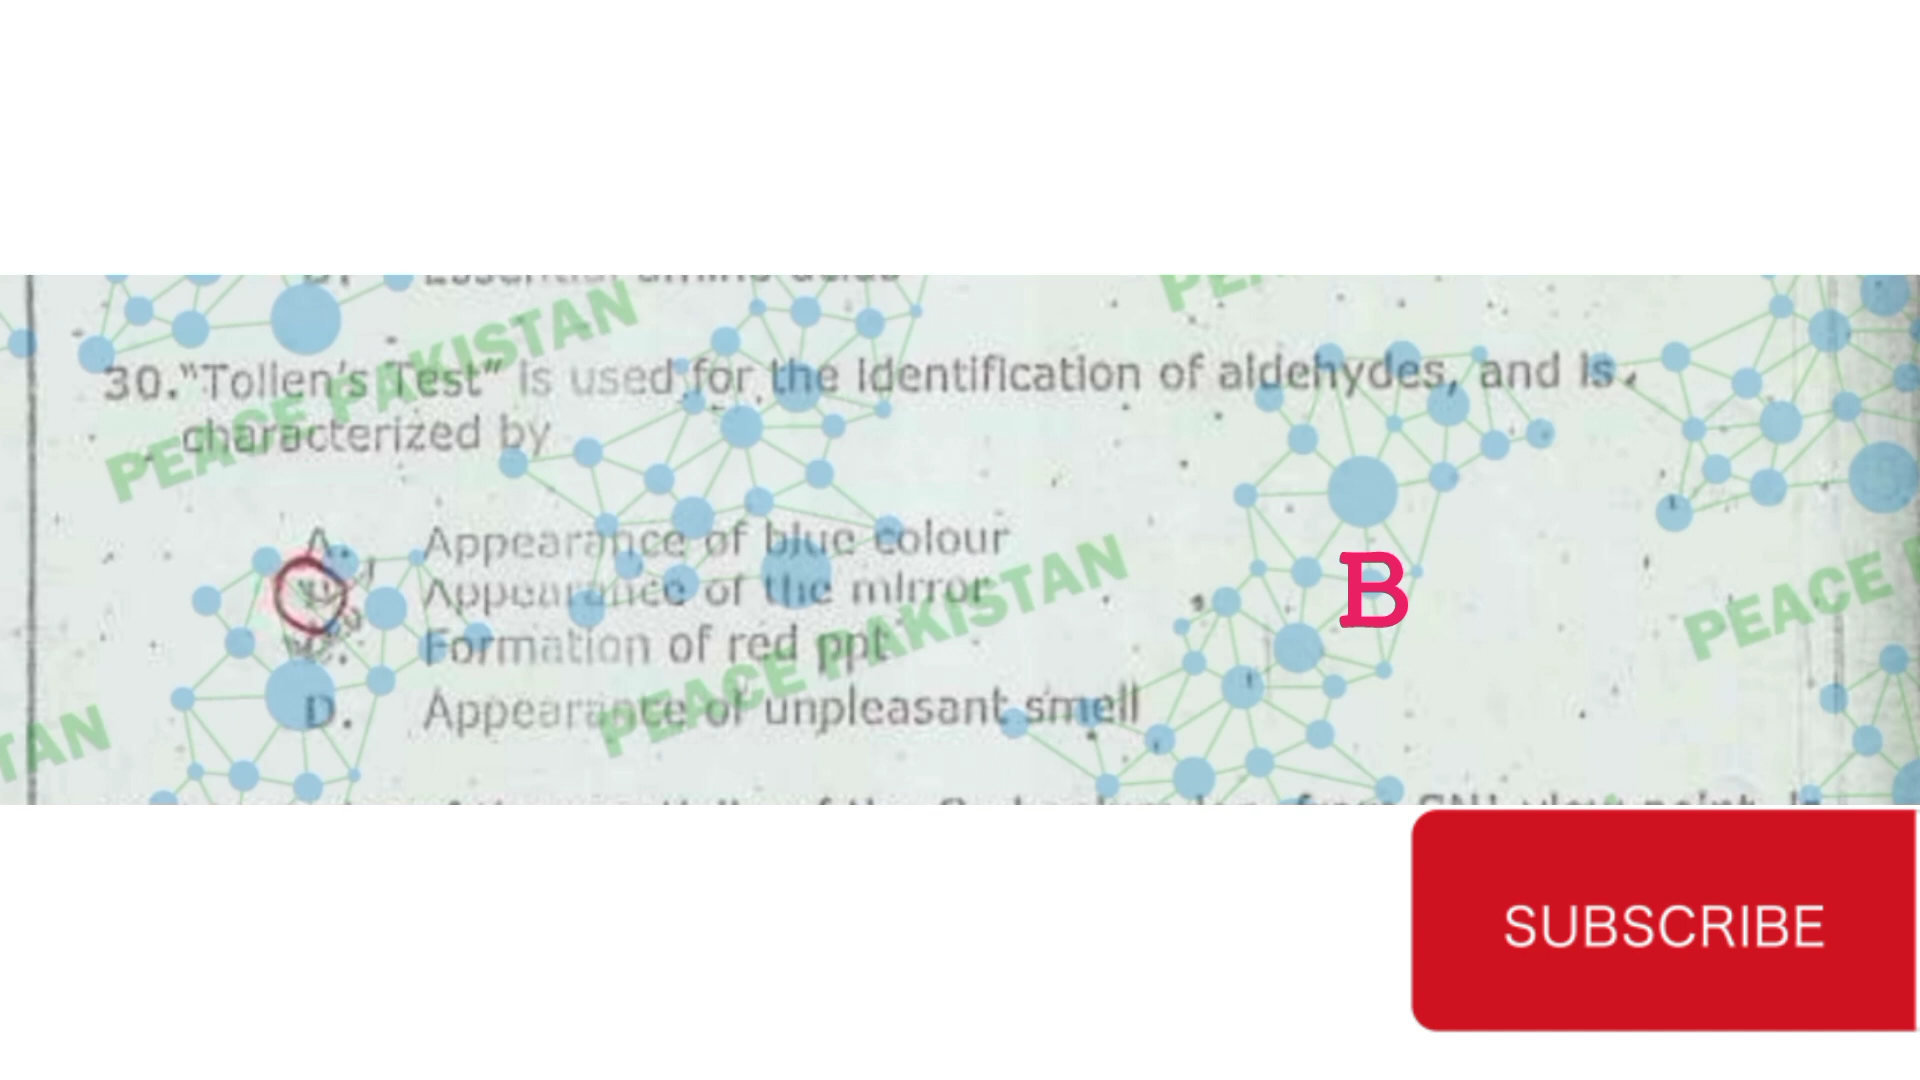 PEACE PAKISTAN
PEACE PAKISTAN
PEACE
TAN
30."Tollen's Test" is used for the identification of aldehydes, and is
characterized by
A. Appearance of blue colour
Appearance of the mirror
Formation of red ppt
D. Appearance of unpleasant smell
B
SUBSCRIBE